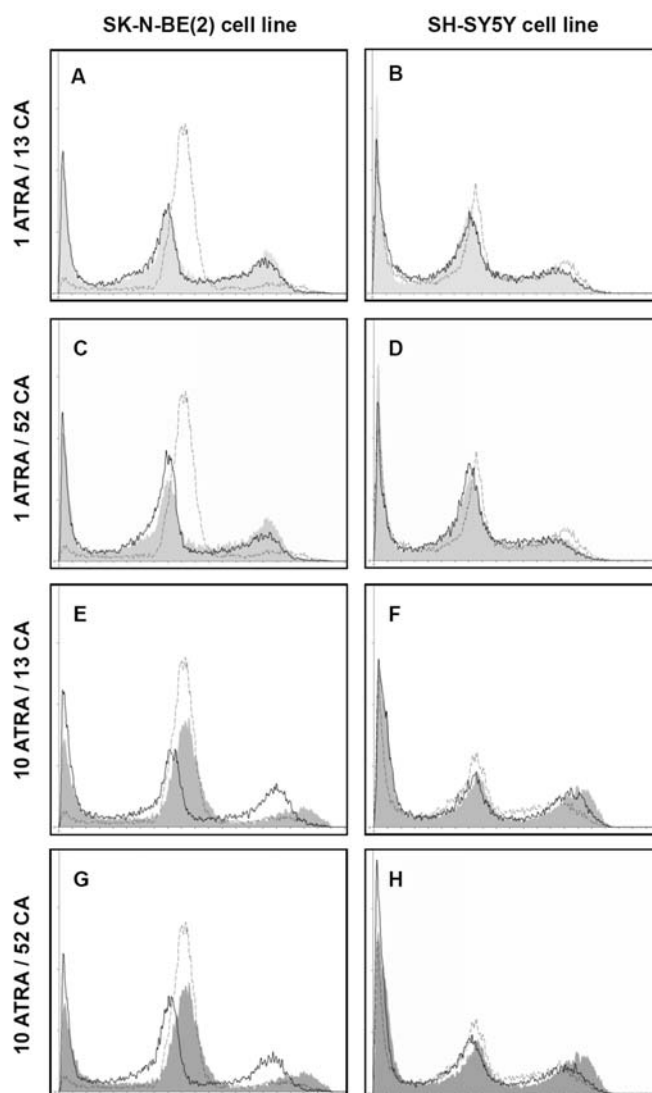 SK-N-BE(2) cell line
SH-SY5Y cell line
1 ATRA / 13 CA
A
B
1 ATRA / 52 CA
C
D
10 ATRA / 13 CA
E
F
10 ATRA / 52 CA
G
H